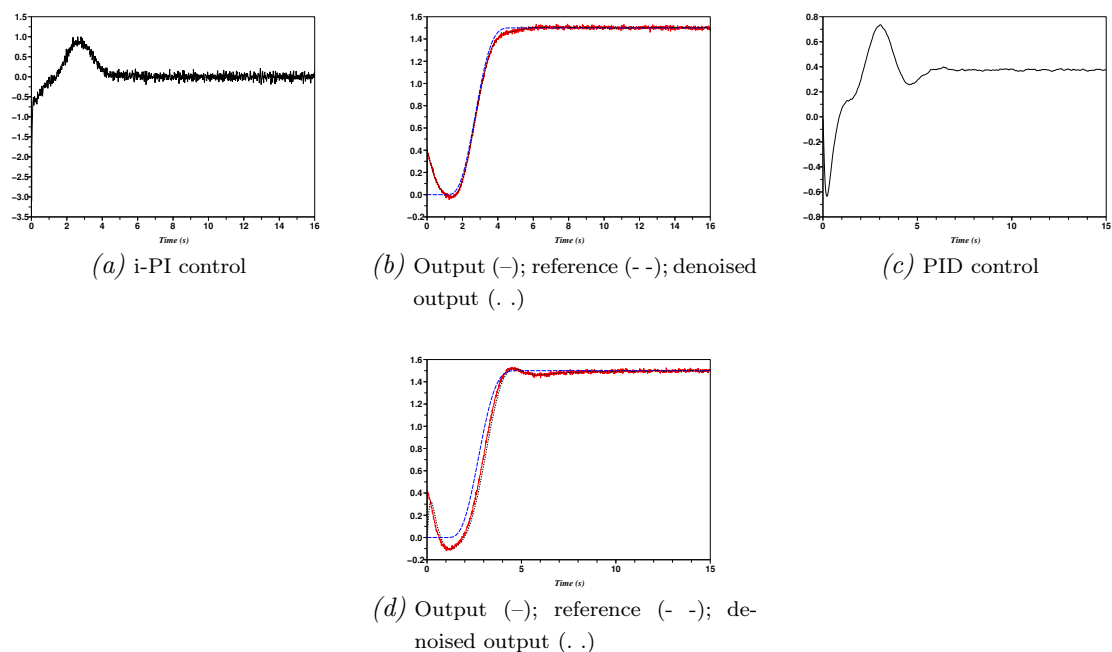 1.5
1.0
0.5
0.0
−0.5
−1.0
−1.5
−2.0
−2.5
−3.0
−3.5
0 2 4 6 8 10 12 14 16
Time (s)
(a) i-PI control
1.6
1.4
1.2
1.0
0.8
0.6
0.4
0.2
0.0
−0.2
0 2 4 6 8 10 12 14 16
Time (s)
(b) Output (–); reference (- -); denoised
output (. .)
0.8
0.6
0.4
0.2
0.0
−0.2
−0.4
−0.6
−0.8
0 5 10 15
Time (s)
(c) PID control
1.6
1.4
1.2
1.0
0.8
0.6
0.4
0.2
0.0
−0.2
0 5 10 15
Time (s)
(d) Output (–); reference (- -); de-
noised output (. .)